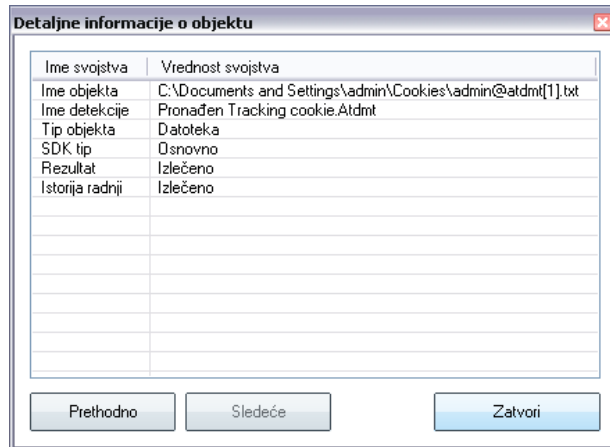 Detaljne informacije o objektu
Ime svojstva Vrednost svojstva
Ime objekta C:\Documents and Settings\admin\Cookies\admin@atdmt[1].txt
Ime detekcije Pronađen Tracking cookie.Atdmt
Tip objekta Datoteka
SDK tip Osnovno
Rezultat Izlečeno
Istorija radnji Izlečeno
Prethodno Sledeće Zatvori